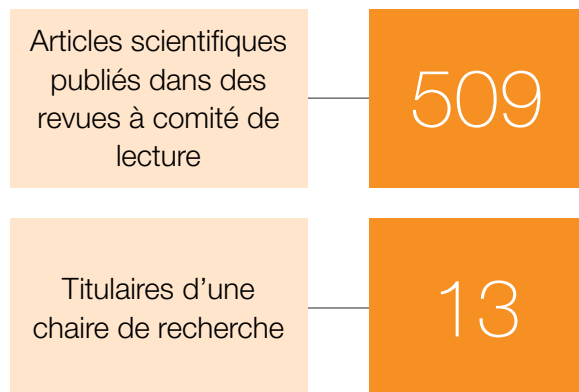 Articles scientifiques
publiés dans des
revues à comité de
lecture
509
Titulaires d’une
chaire de recherche
13